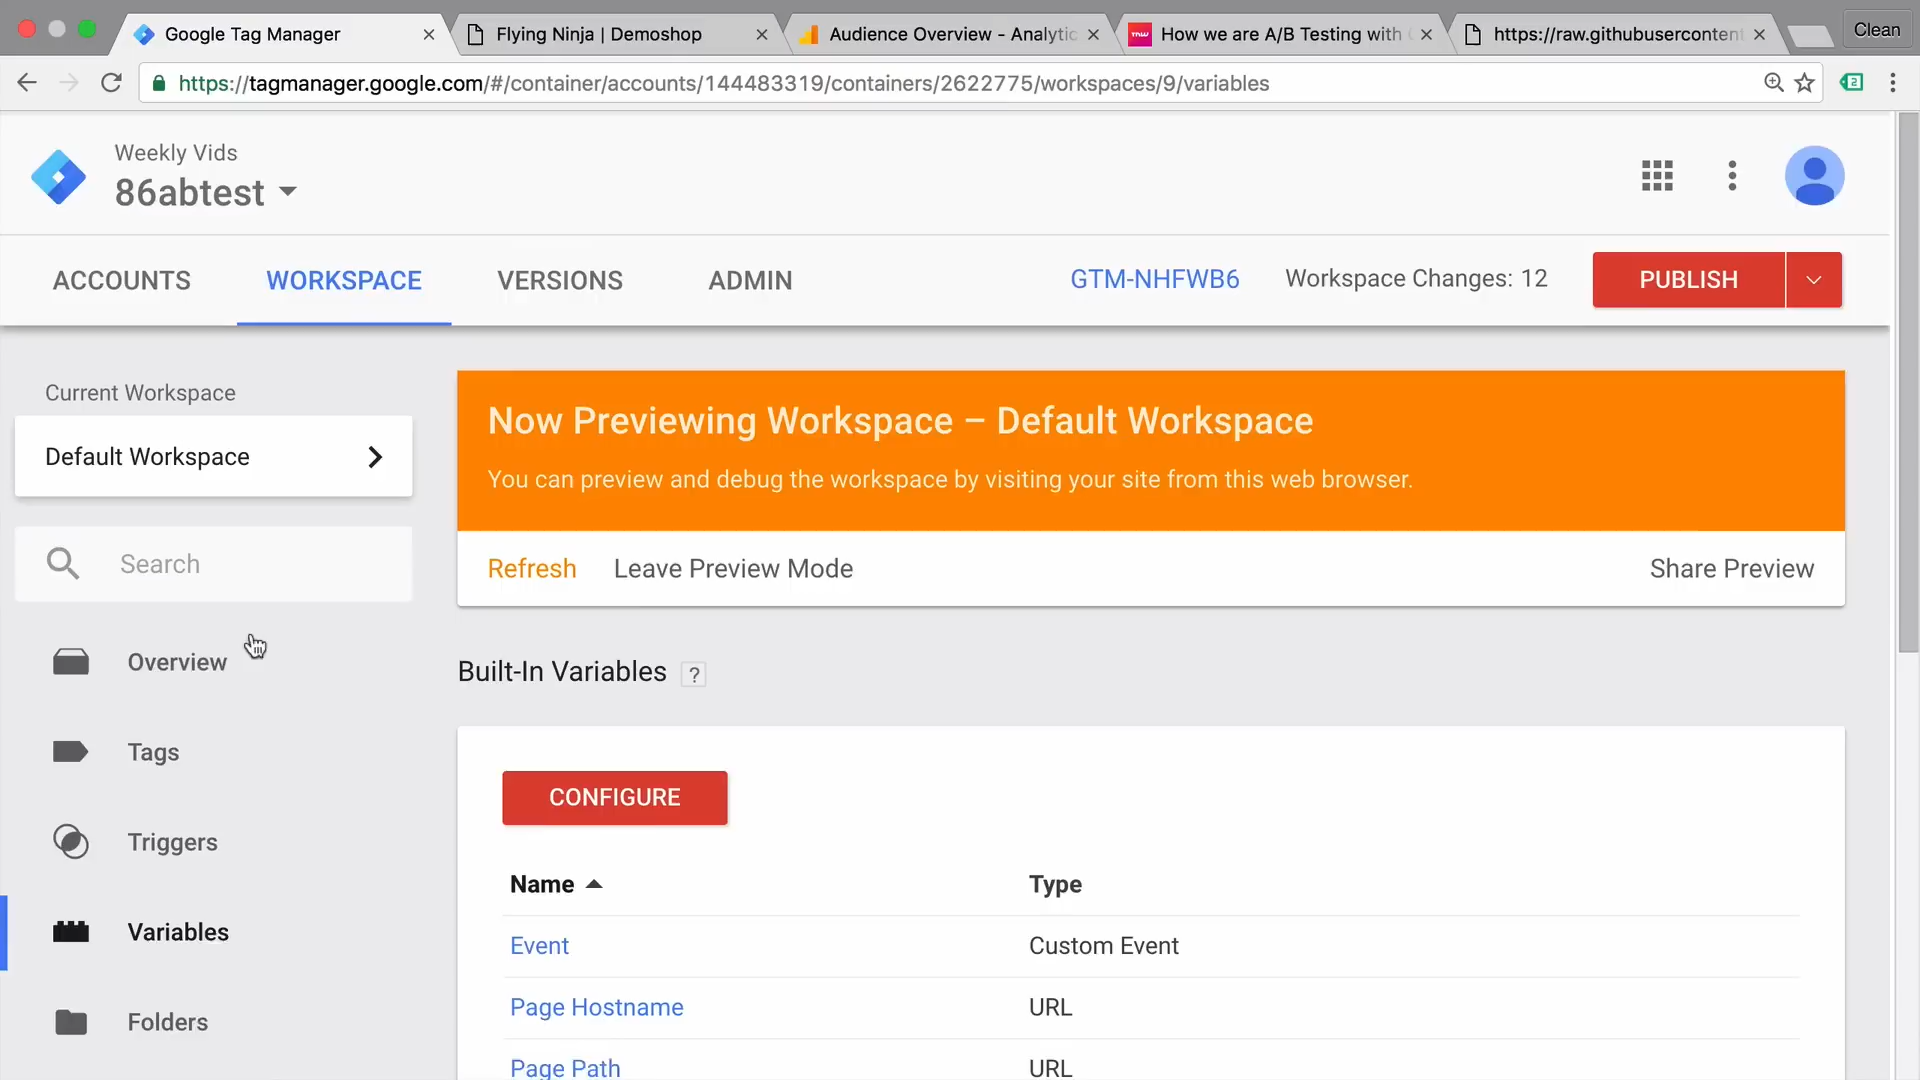 Google Tag Manager
Flying Ninja | Demoshop
Audience Overview - Analytic
TNW
How we are A/B Testing with
https://raw.githubusercontent
Clean
https://tagmanager.google.com/#/container/accounts/144483319/containers/2622775/workspaces/9/variables
2
Weekly Vids
86abtest
ACCOUNTS
WORKSPACE
VERSIONS
ADMIN
GTM-NHFWB6
Workspace Changes: 12
PUBLISH
Current Workspace
Default Workspace
Search
Overview
Tags
Triggers
Variables
Folders
Now Previewing Workspace – Default Workspace
You can preview and debug the workspace by visiting your site from this web browser.
Refresh
Leave Preview Mode
Share Preview
Built-In Variables ?
CONFIGURE
Name
Type
Event
Custom Event
Page Hostname
URL
Page Path
URL